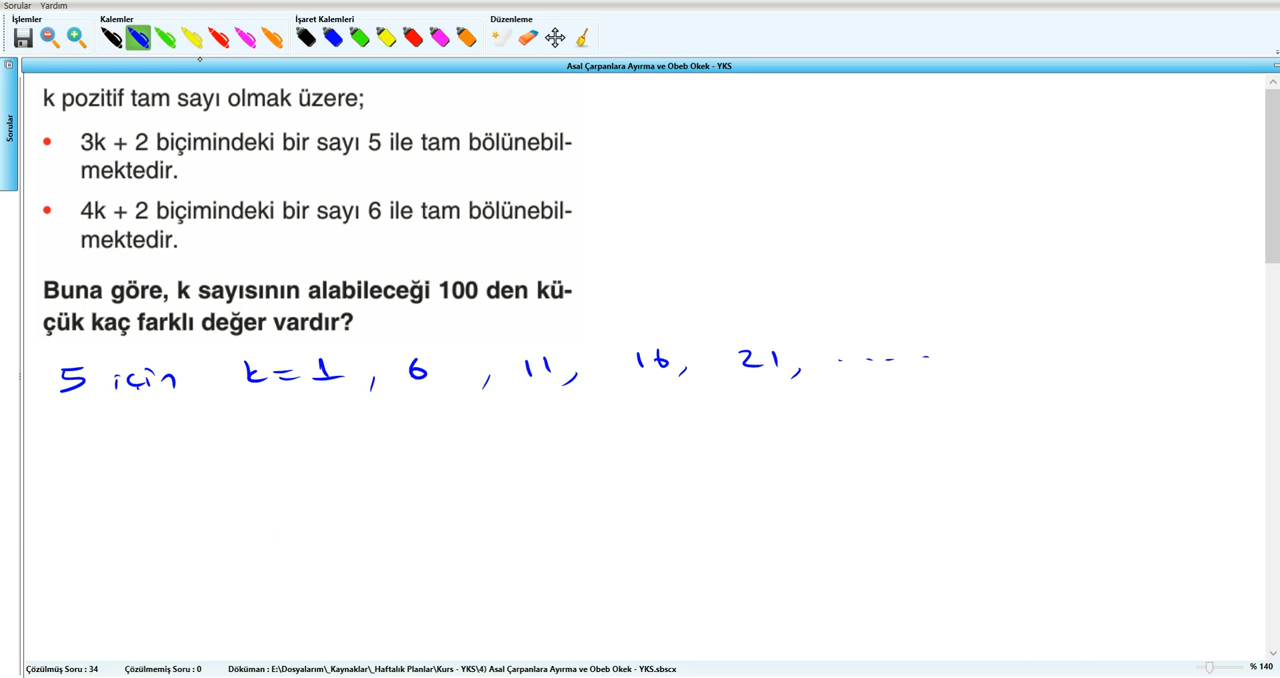 Sorular Yardım
İşlemler Kalemler İşaret Kalemleri Düzenleme
Asal Çarpanlara Ayırma ve Obeb Okek - YKS
Sorular
k pozitif tam sayı olmak üzere;
• 3k + 2 biçimindeki bir sayı 5 ile tam bölünebil-
mektedir.
• 4k + 2 biçimindeki bir sayı 6 ile tam bölünebil-
mektedir.
Buna göre, k sayısının alabileceği 100 den kü-
çük kaç farklı değer vardır?
5 için k = 1, 6, 11, 16, 21, .....
Çözülmüş Soru : 34 Çözülmemiş Soru : 0 Döküman : E:\Dosyalarım\_Kaynaklar\_Haftalık Planlar\Kurs - YKS\4) Asal Çarpanlara Ayırma ve Obeb Okek - YKS.sbscx % 140